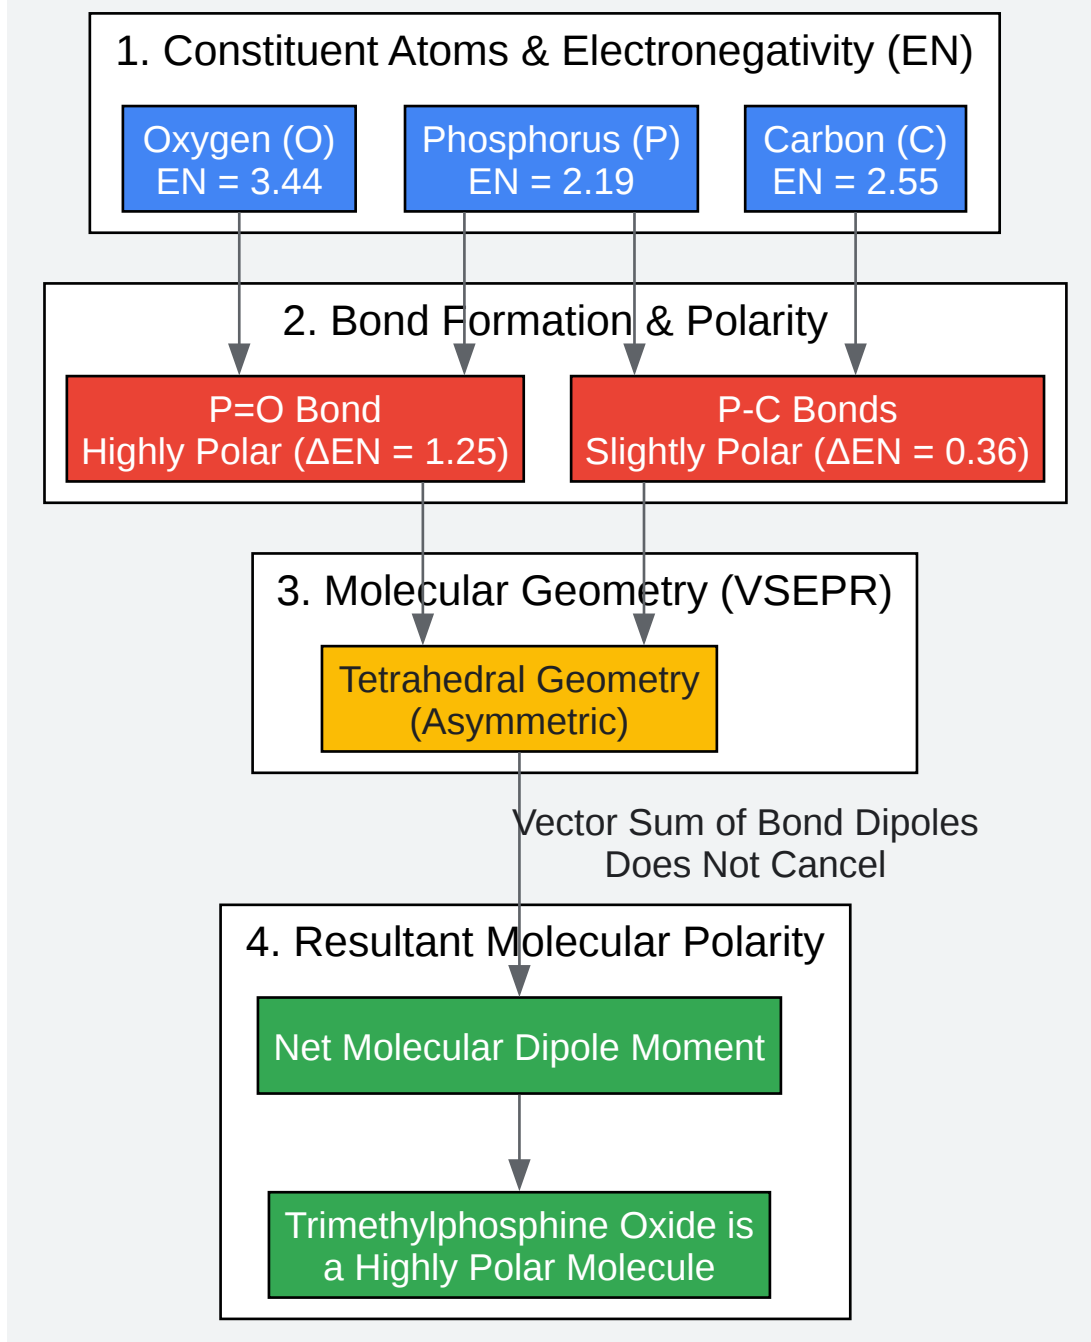 1. Constituent Atoms & Electronegativity (EN)
Oxygen (O)
EN = 3.44
Phosphorus (P)
EN = 2.19
Carbon (C)
EN = 2.55
2. Bond Formation & Polarity
P=O Bond
Highly Polar (ΔEN = 1.25)
P-C Bonds
Slightly Polar (ΔEN = 0.36)
3. Molecular Geometry (VSEPR)
Tetrahedral Geometry
(Asymmetric)
Vector Sum of Bond Dipoles
Does Not Cancel
4. Resultant Molecular Polarity
Net Molecular Dipole Moment
Trimethylphosphine Oxide is
a Highly Polar Molecule